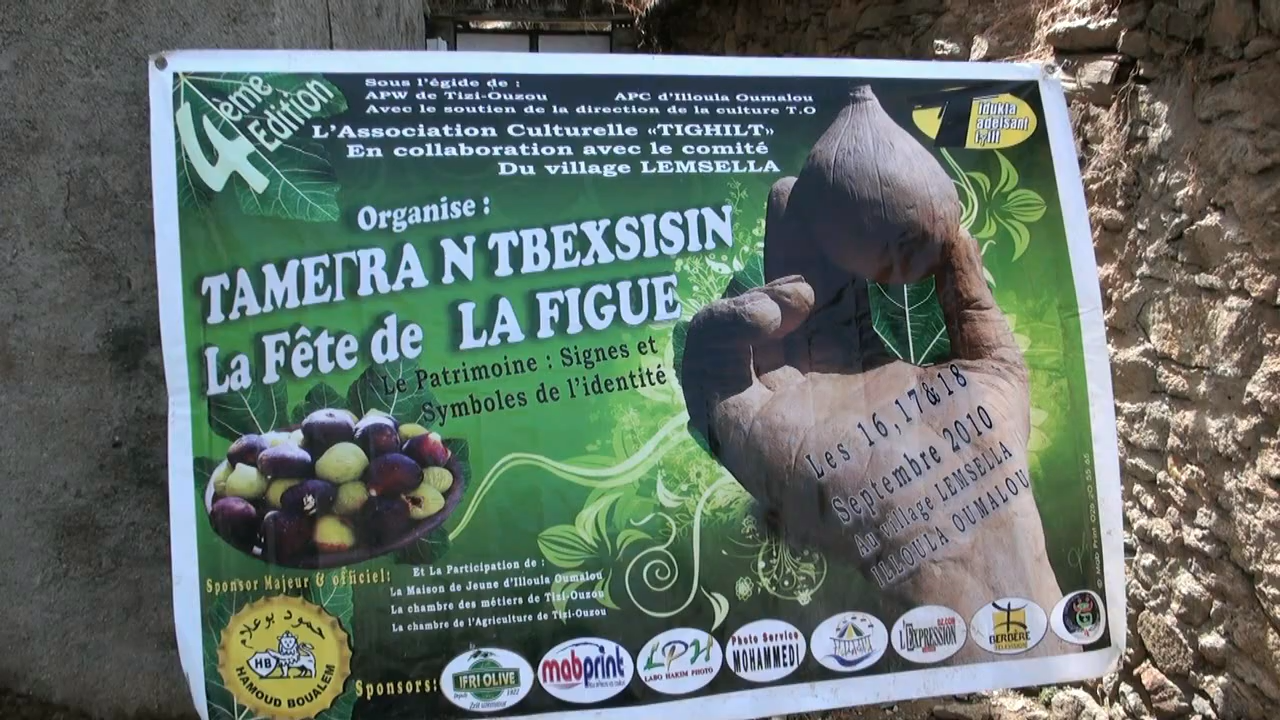 4ème
Edition
Sous l'égide de :
APW de Tizi-Ouzou APC d'Illoula Oumalou
Avec le soutien de la direction de la culture T.O
L'Association Culturelle «TIGHILT»
En collaboration avec le comité
Du village LEMSELLA
Organise :
TAMEΓRA N TBEXSISIN
La Fête de LA FIGUE
Le Patrimoine : Signes et
Symboles de l'identité
Les 16, 17 & 18
Septembre 2010
Au village LEMSELLA
ILLOULA OUMALOU
Sponsor Majeur & officiel:
حمود بوعلام
HB
HAMOUD BOUALEM
Et La Participation de :
La Maison de Jeune d'Illoula Oumalou
La chambre des métiers de Tizi-Ouzou
La chambre de l'Agriculture de Tizi-Ouzou
Sponsors:
IFRI OLIVE
mabprint
LPH
LABO HAKIM PHOTO
Photo Service
MOHAMMEDI
L'EXPRESSION
BERBÈRE